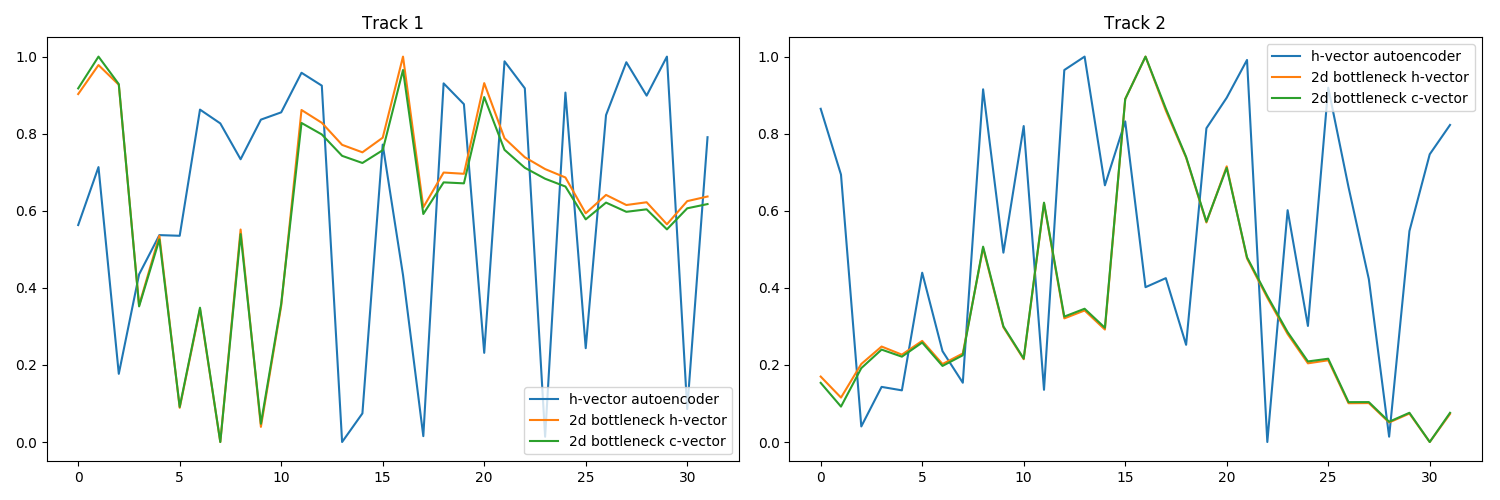 Track 1
1.0
0.8
0.6
0.4
0.2
0.0
h-vector autoencoder
2d bottleneck h-vector
2d bottleneck c-vector
0 5 10 15 20 25 30
Track 2
1.0
0.8
0.6
0.4
0.2
0.0
h-vector autoencoder
2d bottleneck h-vector
2d bottleneck c-vector
0 5 10 15 20 25 30